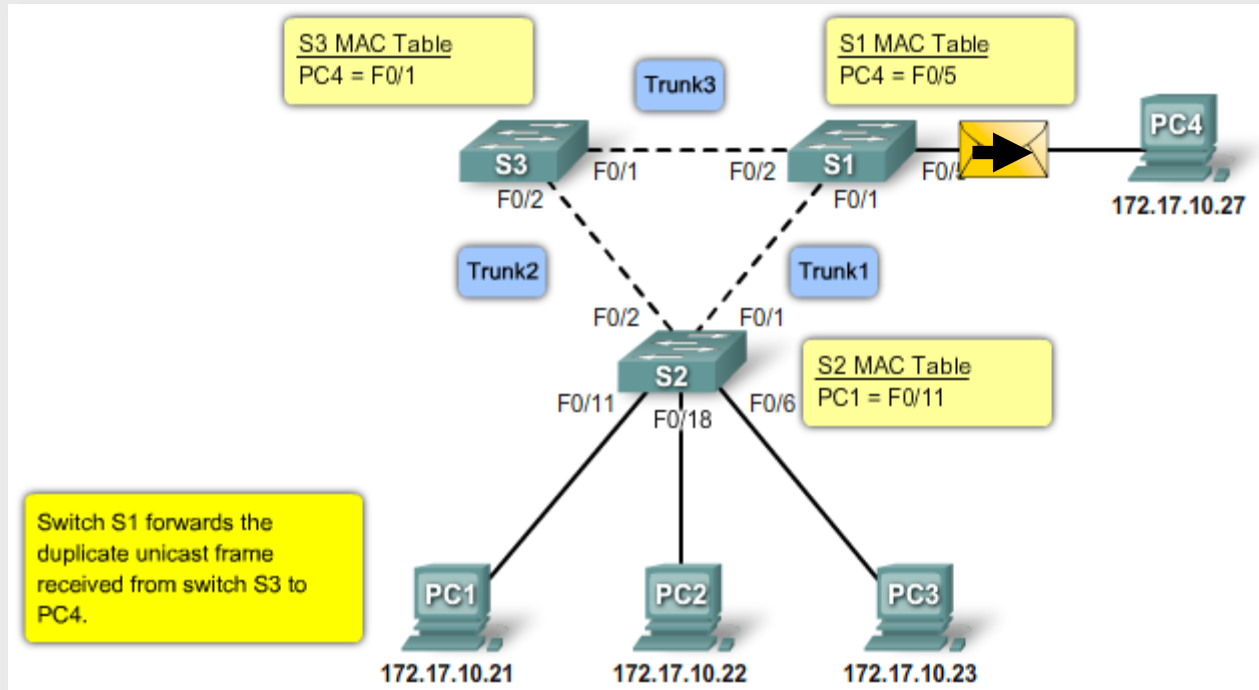 S3 MAC Table
PC4 = F0/1
S1 MAC Table
PC4 = F0/5
Trunk3
PC4
S3
S1
F0/1
F0/2
F0/2
F0/1
172.17.10.27
Trunk2
Trunk1
F0/2
F0/1
S2
S2 MAC Table
PC1 = F0/11
F0/11
F0/18
F0/6
Switch S1 forwards the
duplicate unicast frame
received from switch S3 to
PC4.
PC1
PC2
PC3
172.17.10.21
172.17.10.22
172.17.10.23